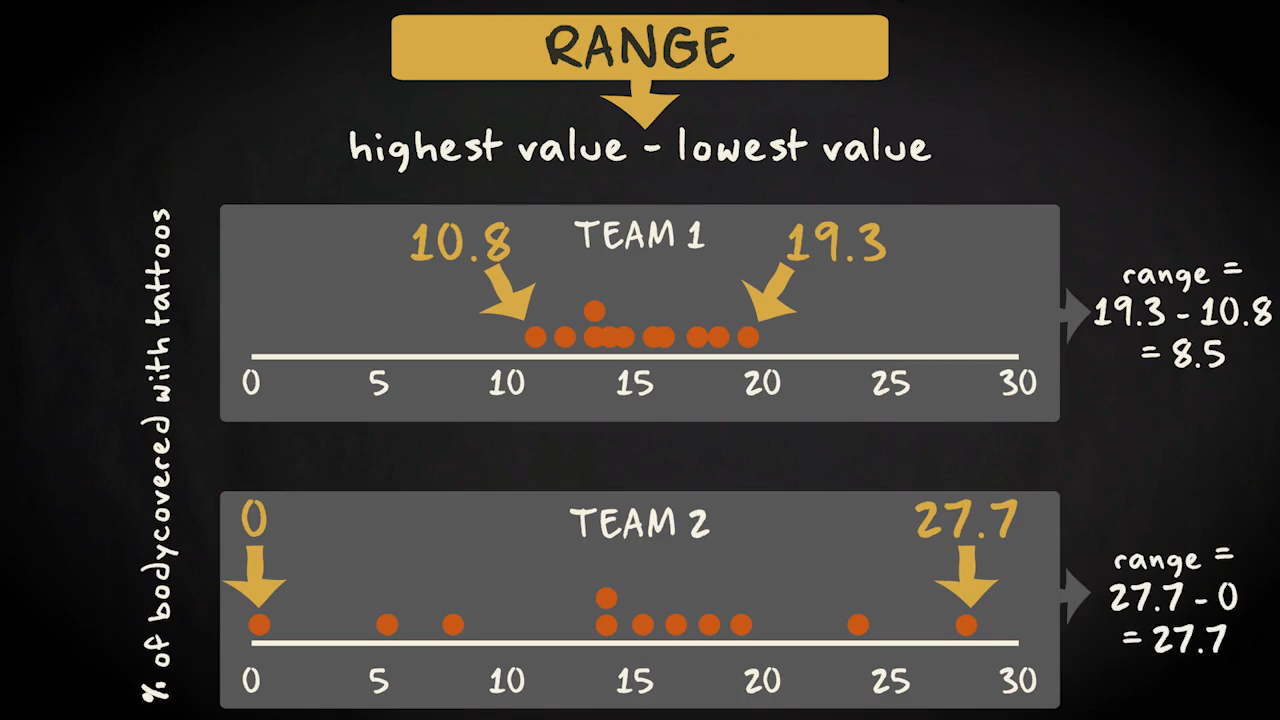 RANGE
highest value - lowest value
% of bodycovered with tattoos
TEAM 1
10.8
19.3
0 5 10 15 20 25 30
range =
19.3 - 10.8
= 8.5
TEAM 2
0
27.7
0 5 10 15 20 25 30
range =
27.7 - 0
= 27.7